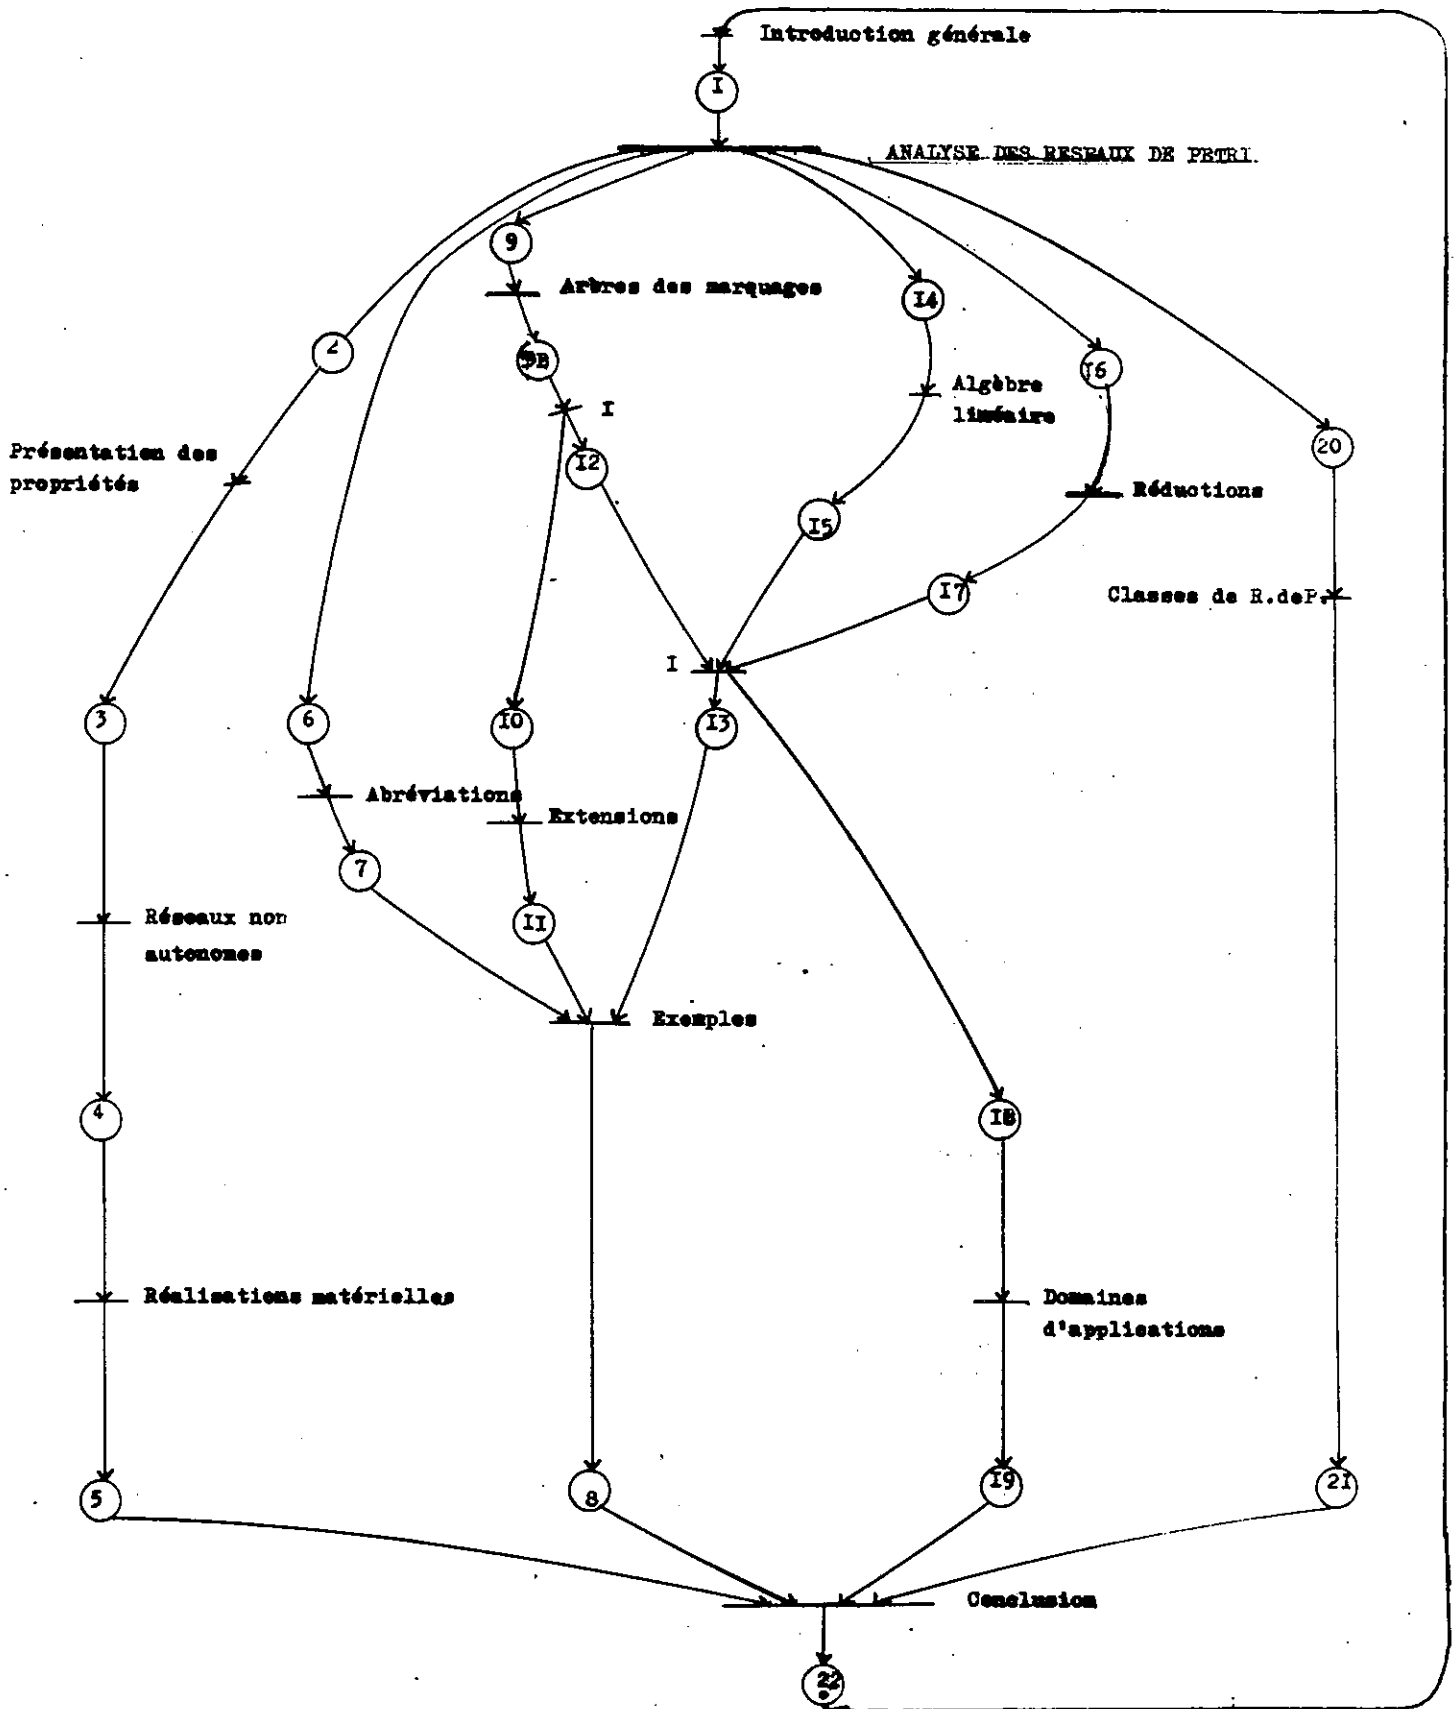 Introduction générale
I
ANALYSE DES RESEAUX DE PETRI.
9
Arbres des marquages
I4
2
I6
Algèbre
linéaire
I
20
Présentation des
propriétés
I2
Réductions
I5
I7
Classes de R.deP.
I
3
6
I0
I3
Abréviations
Extensions
7
Réseaux non
autonomes
II
Exemples
4
I8
Réalisations matérielles
Domaines
d'applications
5
8
I9
2I
Conclusion
22